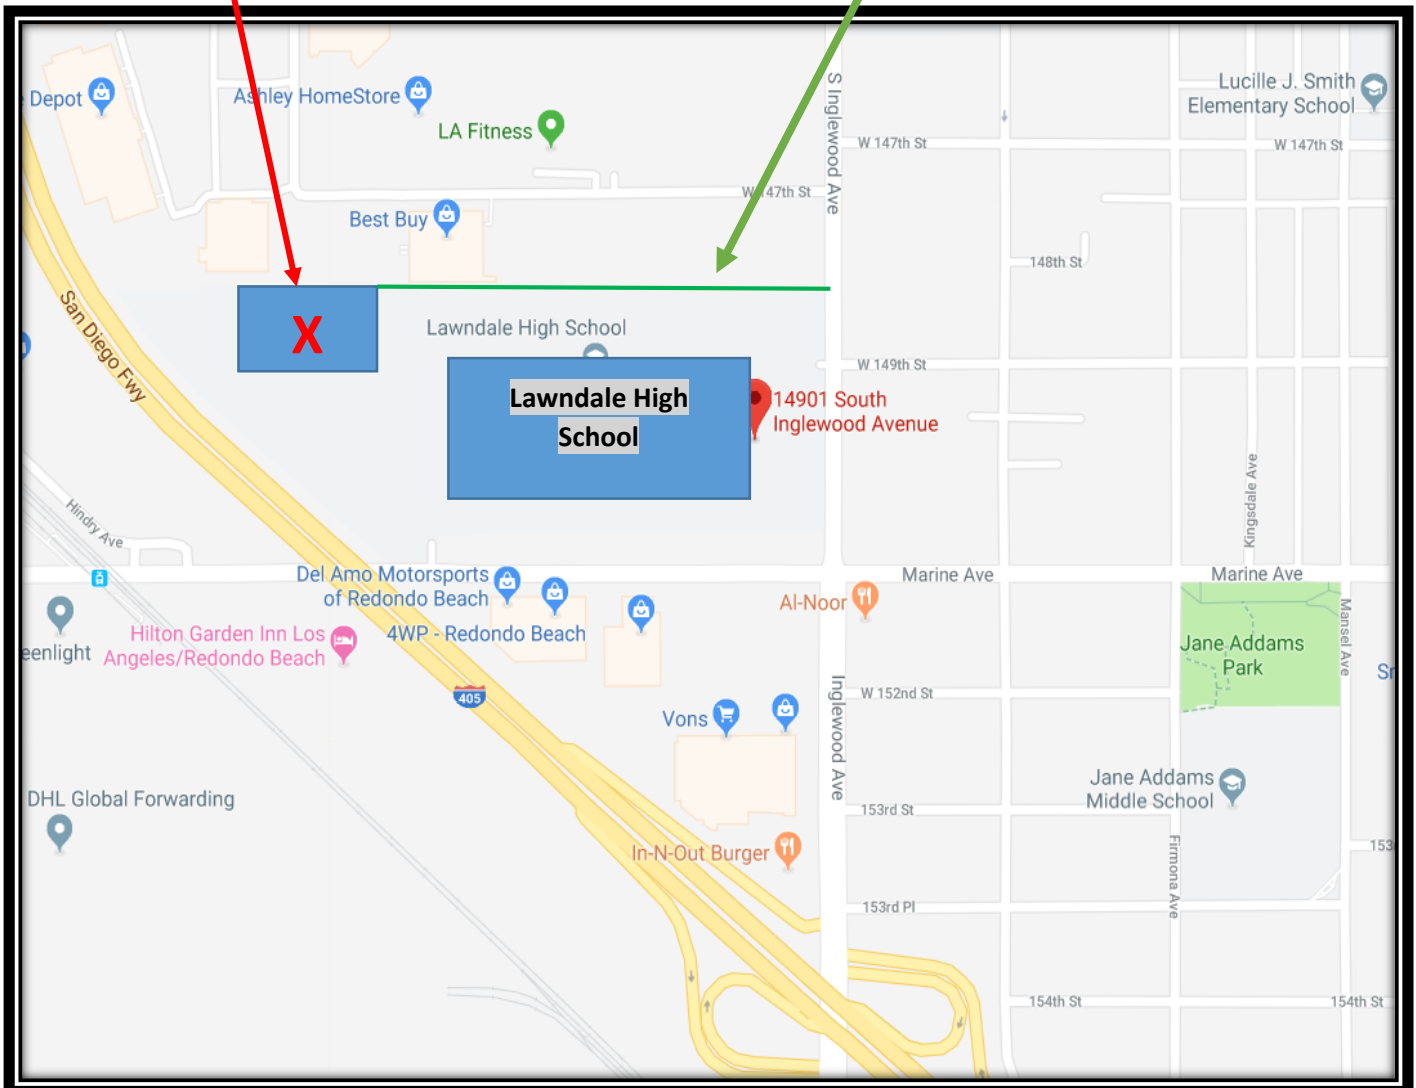 Depot
Ashley HomeStore
LA Fitness
S Inglewood Ave
Lucille J. Smith
Elementary School
W 147th St
W 147th St
W 147th St
Best Buy
148th St
San Diego Fwy
X
Lawndale High School
W 149th St
Lawndale High
School
14901 South
Inglewood Avenue
Kingsdale Ave
Hindry Ave
Del Amo Motorsports
of Redondo Beach
Marine Ave
Marine Ave
Al-Noor
Mansel Ave
eenlight
Hilton Garden Inn Los
Angeles/Redondo Beach
4WP - Redondo Beach
Jane Addams
Park
Sr
405
Inglewood Ave
W 152nd St
Vons
Jane Addams
Middle School
DHL Global Forwarding
153rd St
In-N-Out Burger
Firmona Ave
153
153rd Pl
154th St
154th St